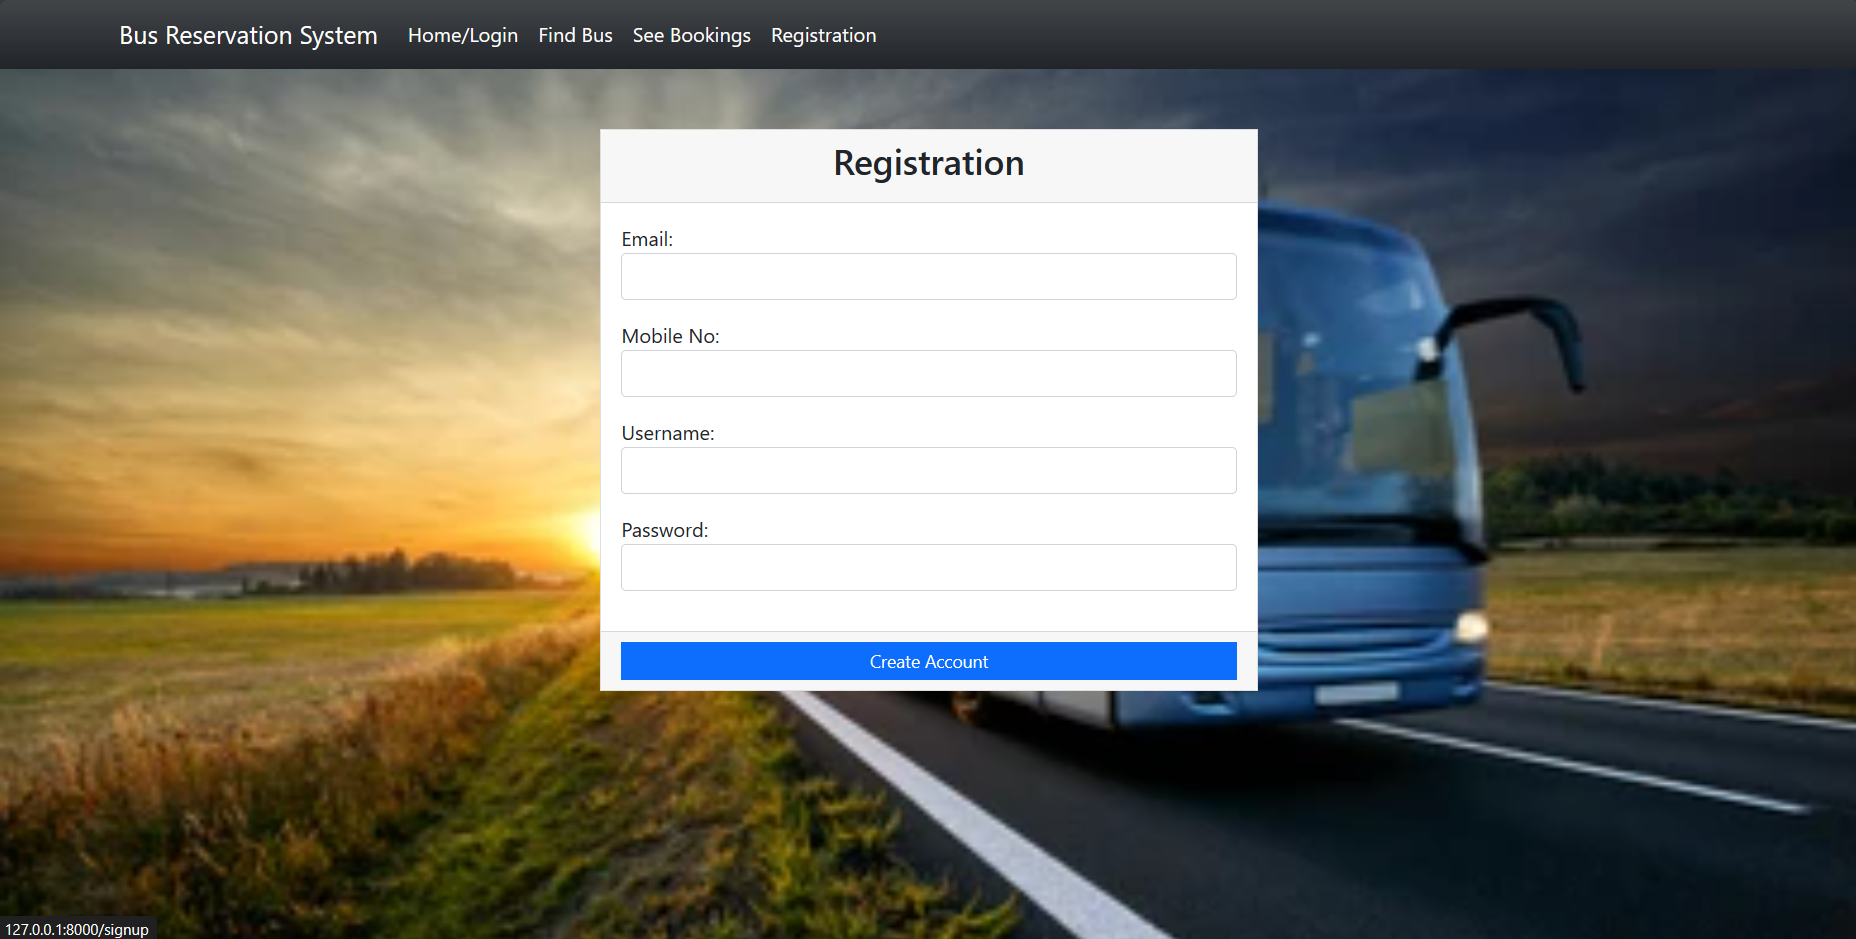 Bus Reservation System Home/Login Find Bus See Bookings Registration
Registration
Email:
Mobile No:
Username:
Password:
Create Account
127.0.0.1:8000/signup